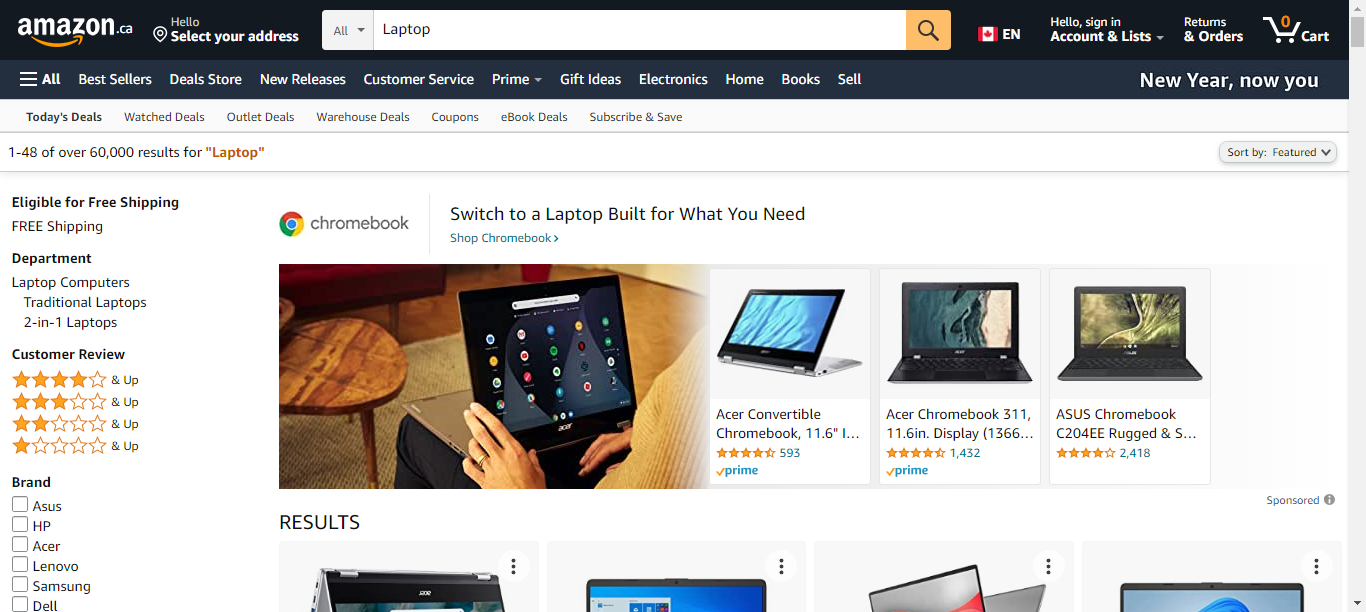 amazon.ca
Hello
Select your address
All
Laptop
EN
Hello, sign in
Account & Lists
Returns
& Orders
0
Cart
All
Best Sellers
Deals Store
New Releases
Customer Service
Prime
Gift Ideas
Electronics
Home
Books
Sell
New Year, now you
Today's Deals
Watched Deals
Outlet Deals
Warehouse Deals
Coupons
eBook Deals
Subscribe & Save
1-48 of over 60,000 results for "Laptop"
Sort by: Featured
Eligible for Free Shipping
FREE Shipping
Department
Laptop Computers
Traditional Laptops
2-in-1 Laptops
Customer Review
& Up
& Up
& Up
& Up
Brand
Asus
HP
Acer
Lenovo
Samsung
Dell
chromebook
Switch to a Laptop Built for What You Need
Shop Chromebook ›
acer
Acer Convertible
Chromebook, 11.6" I...
593
prime
Acer Chromebook 311,
11.6in. Display (1366...
1,432
prime
ASUS Chromebook
C204EE Rugged & S...
2,418
Sponsored
RESULTS
acer